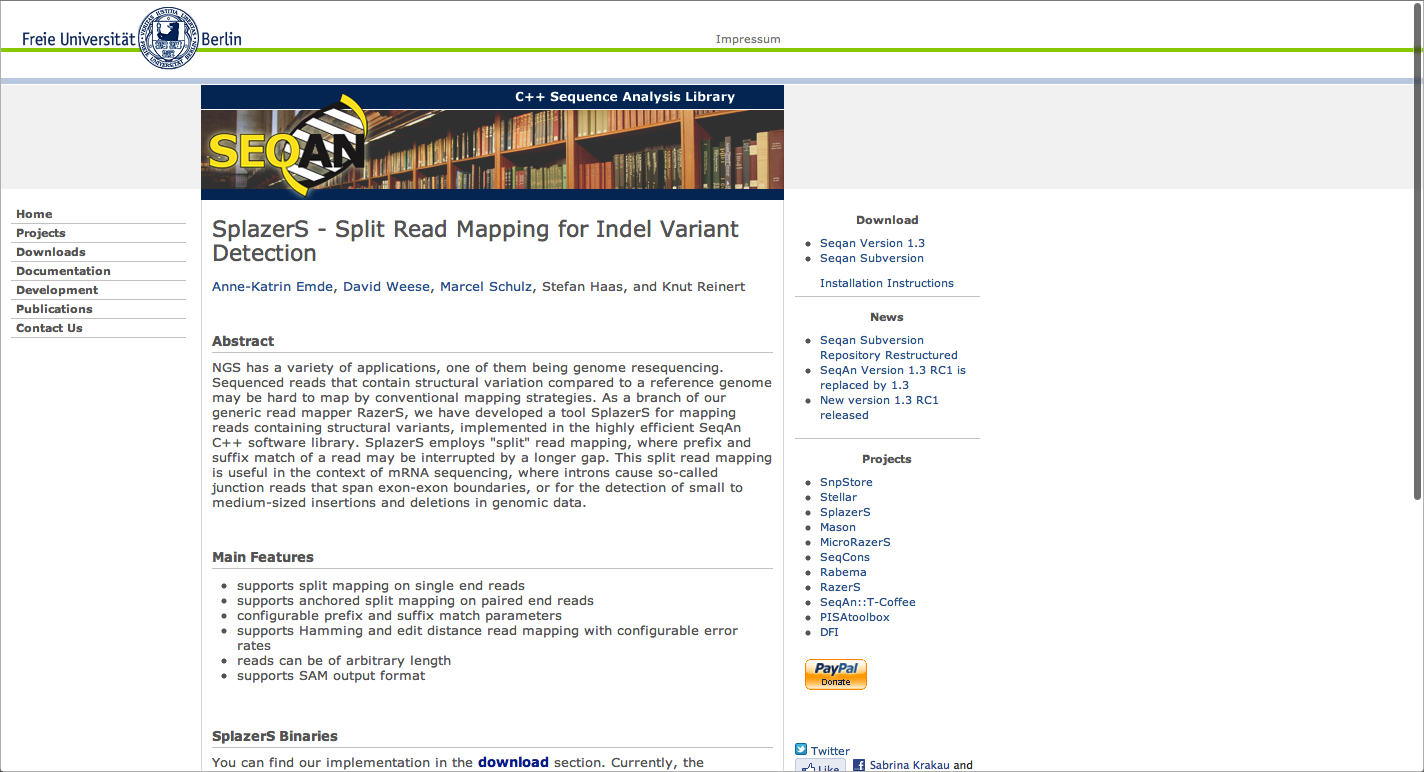 Freie Universität Berlin
Impressum
C++ Sequence Analysis Library
SEQAN
Home
Projects
Downloads
Documentation
Development
Publications
Contact Us
SplazerS - Split Read Mapping for Indel Variant
Detection
Anne-Katrin Emde, David Weese, Marcel Schulz, Stefan Haas, and Knut Reinert
Abstract
NGS has a variety of applications, one of them being genome resequencing.
Sequenced reads that contain structural variation compared to a reference genome
may be hard to map by conventional mapping strategies. As a branch of our
generic read mapper RazerS, we have developed a tool SplazerS for mapping
reads containing structural variants, implemented in the highly efficient SeqAn
C++ software library. SplazerS employs "split" read mapping, where prefix and
suffix match of a read may be interrupted by a longer gap. This split read mapping
is useful in the context of mRNA sequencing, where introns cause so-called
junction reads that span exon-exon boundaries, or for the detection of small to
medium-sized insertions and deletions in genomic data.
Main Features
supports split mapping on single end reads
supports anchored split mapping on paired end reads
configurable prefix and suffix match parameters
supports Hamming and edit distance read mapping with configurable error
rates
reads can be of arbitrary length
supports SAM output format
SplazerS Binaries
You can find our implementation in the download section. Currently, the
Download
Seqan Version 1.3
Seqan Subversion
Installation Instructions
News
Seqan Subversion
Repository Restructured
SeqAn Version 1.3 RC1 is
replaced by 1.3
New version 1.3 RC1
released
Projects
SnpStore
Stellar
SplazerS
Mason
MicroRazerS
SeqCons
Rabema
RazerS
SeqAn::T-Coffee
PISAtoolbox
DFI
PayPal
Donate
Twitter
Like
Sabrina Krakau and